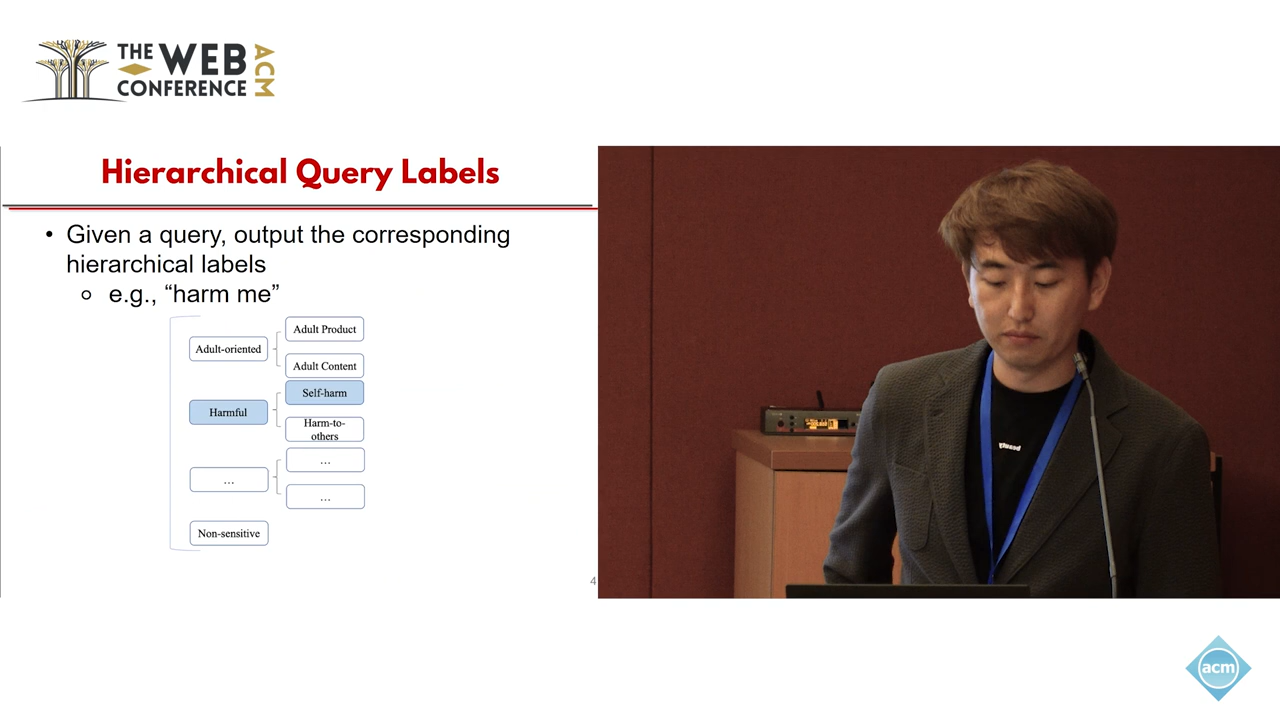 THE WEB
CONFERENCE
ACM
Hierarchical Query Labels
• Given a query, output the corresponding
hierarchical labels
o e.g., “harm me”
Adult-oriented
Adult Product
Adult Content
Harmful
Self-harm
Harm-to-
others
...
...
...
Non-sensitive
4
acm